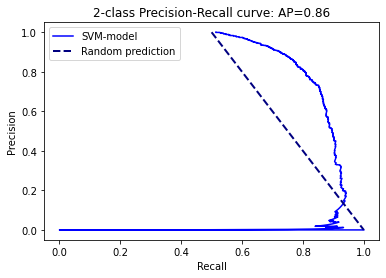 2-class Precision-Recall curve: AP=0.86
SVM-model
Random prediction
Precision
1.0
0.8
0.6
0.4
0.2
0.0
0.0 0.2 0.4 0.6 0.8 1.0
Recall